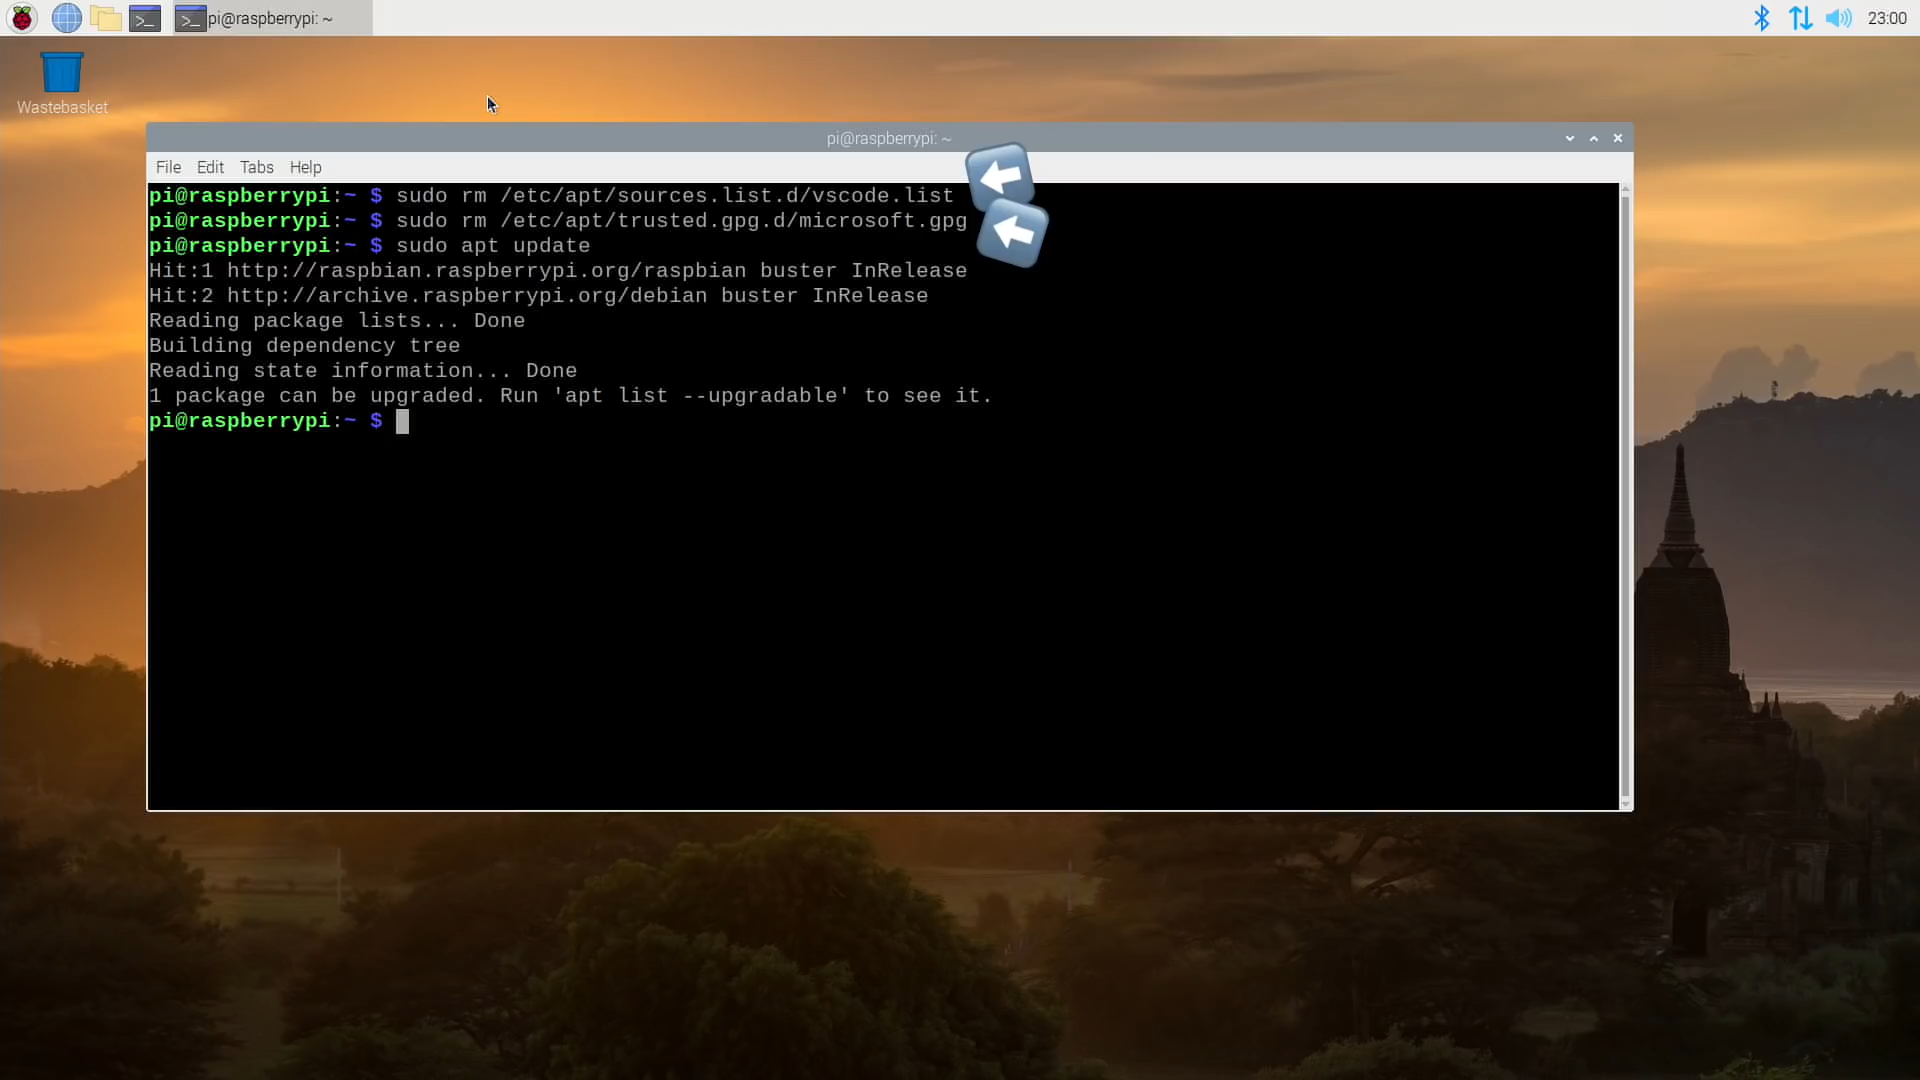 pi@raspberrypi: ~
23:00
Wastebasket
pi@raspberrypi: ~
File Edit Tabs Help
pi@raspberrypi:~ $ sudo rm /etc/apt/sources.list.d/vscode.list
pi@raspberrypi:~ $ sudo rm /etc/apt/trusted.gpg.d/microsoft.gpg
pi@raspberrypi:~ $ sudo apt update
Hit:1 http://raspbian.raspberrypi.org/raspbian buster InRelease
Hit:2 http://archive.raspberrypi.org/debian buster InRelease
Reading package lists... Done
Building dependency tree
Reading state information... Done
1 package can be upgraded. Run 'apt list --upgradable' to see it.
pi@raspberrypi:~ $